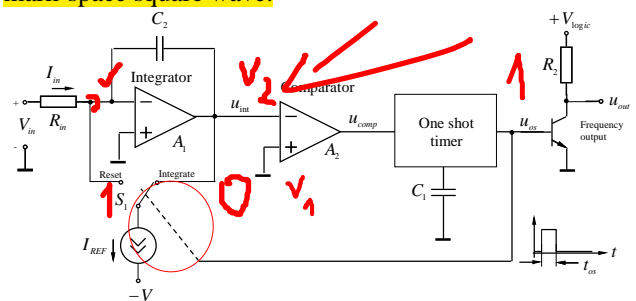 mark-space square wave.
C2
+Vlogic
Iin
Integrator
V2
Comparator
1
R2
+
Rin
Vin
-
uint
ucomp
uos
uout
−
+
A1
−
+
A2
One shot
timer
Frequency
output
Reset
Integrate
1
S1
0
V1
C1
IREF
−V
t
tos